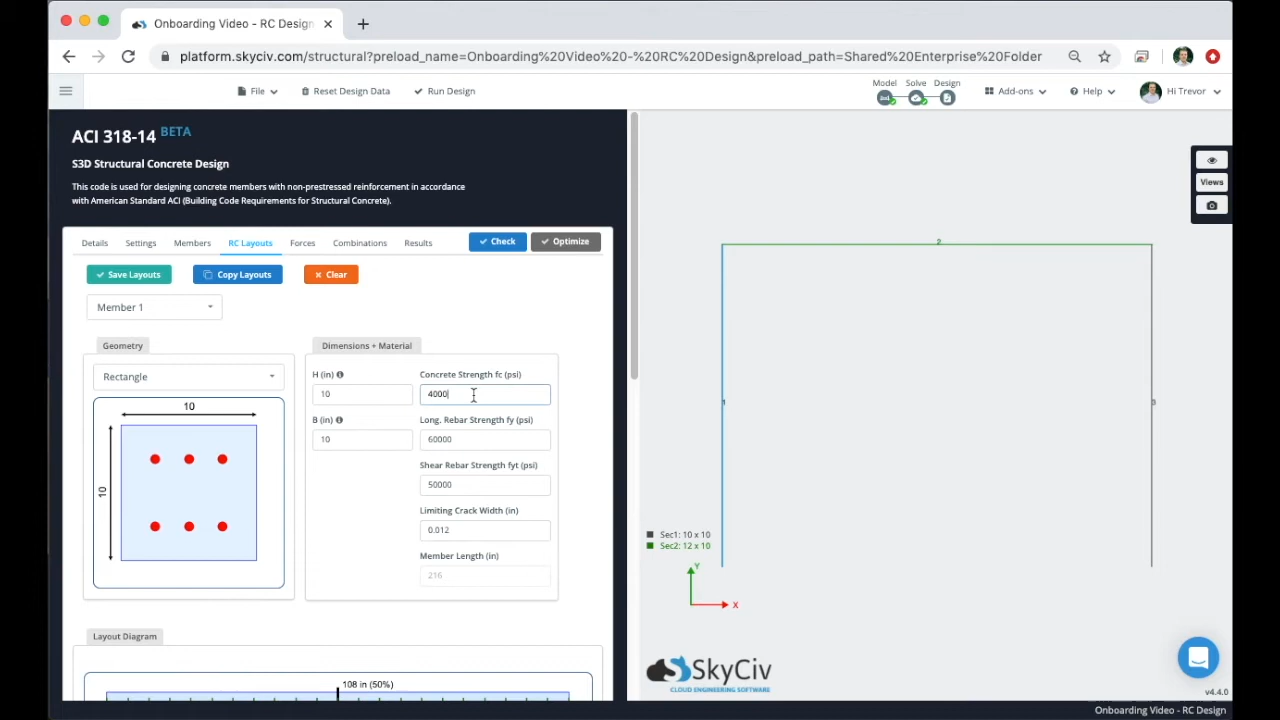 Onboarding Video - RC Design
platform.skyciv.com/structural?preload_name=Onboarding%20Video%20-%20RC%20Design&preload_path=Shared%20Enterprise%20Folder
File
Reset Design Data
Run Design
Model
Solve
Design
Add-ons
Help
Hi Trevor
ACI 318-14 BETA
S3D Structural Concrete Design
This code is used for designing concrete members with non-prestressed reinforcement in accordance
with American Standard ACI (Building Code Requirements for Structural Concrete).
Details
Settings
Members
RC Layouts
Forces
Combinations
Results
Check
Optimize
Save Layouts
Copy Layouts
Clear
Member 1
Geometry
Rectangle
10
10
Dimensions + Material
H (in)
10
B (in)
10
Concrete Strength fc (psi)
4000
Long. Rebar Strength fy (psi)
60000
Shear Rebar Strength fyt (psi)
50000
Limiting Crack Width (in)
0.012
Member Length (in)
216
Layout Diagram
108 in (50%)
Views
2
1
3
Sec1: 10 x 10
Sec2: 12 x 10
Y
X
SkyCiv
CLOUD ENGINEERING SOFTWARE
v4.4.0
Onboarding Video - RC Design